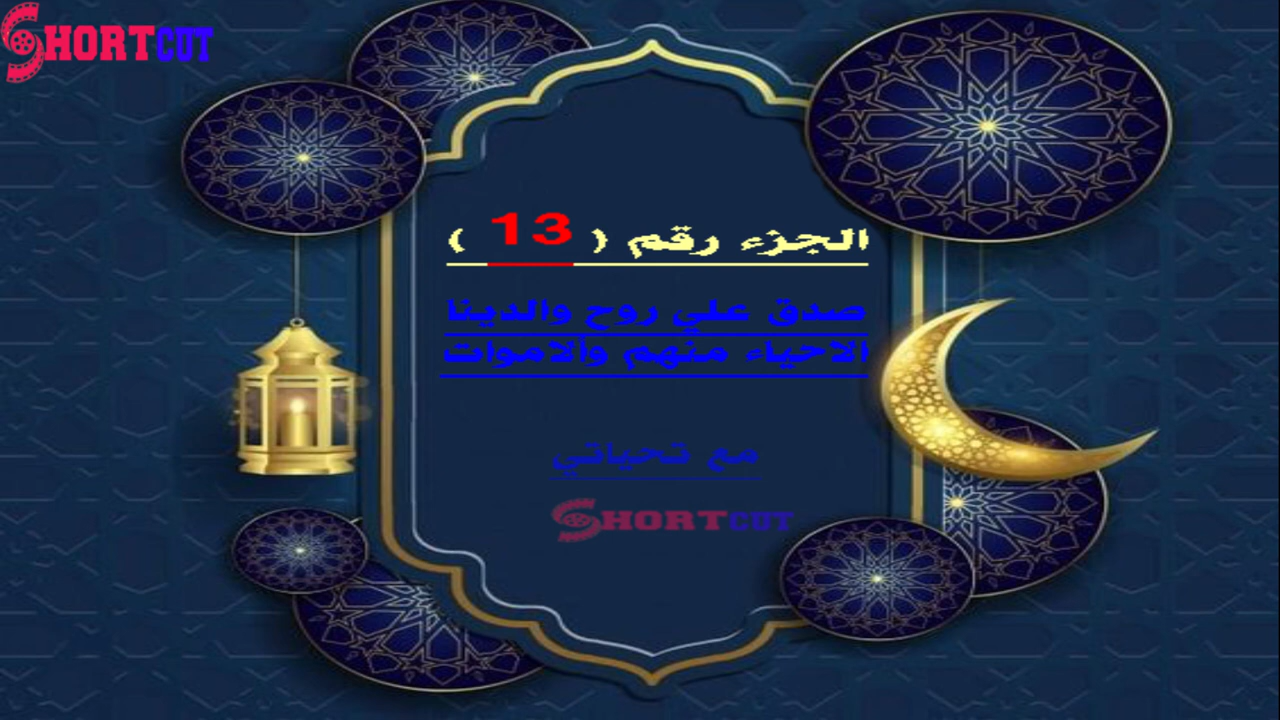 SHORTCUT
الجزء رقم ( 13 )
صدق علي روح والدينا
الاحياء منهم والاموات
مع تحياتي
SHORTCUT